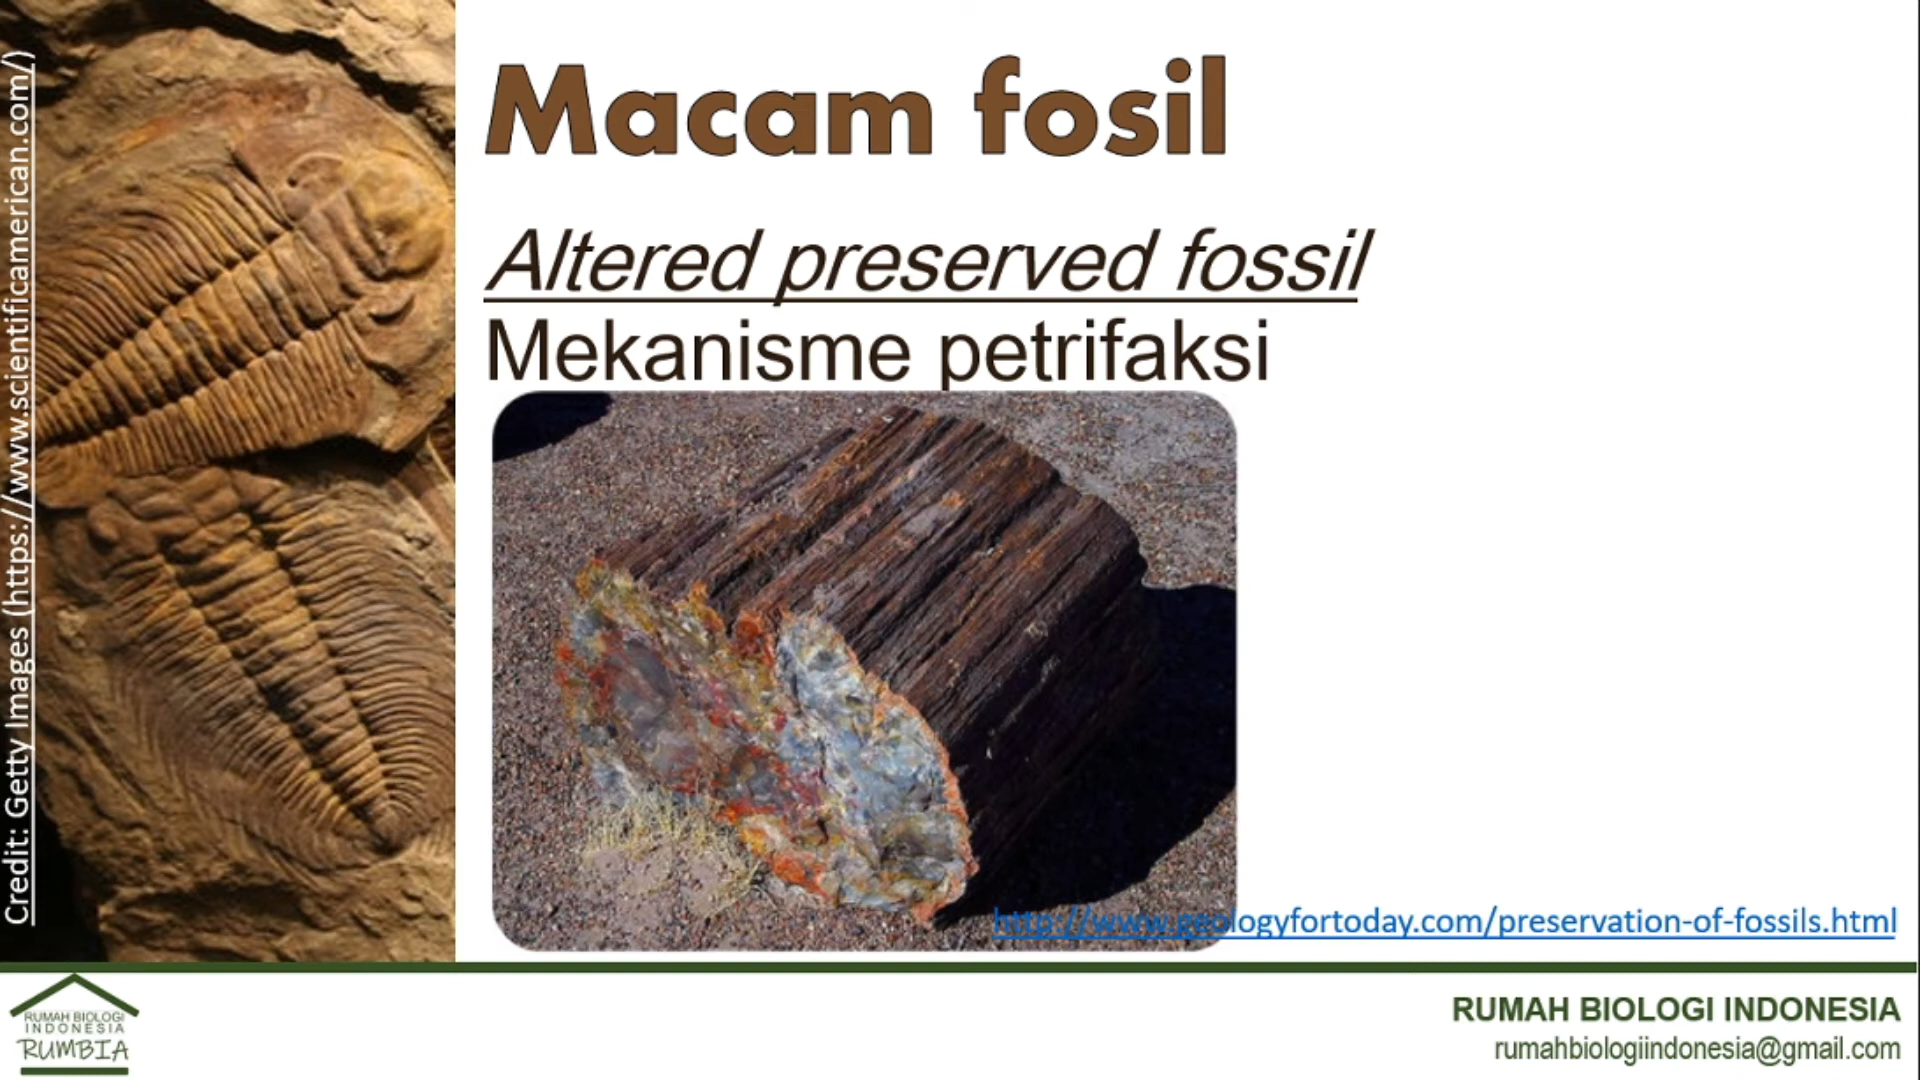 Macam fosil
Altered preserved fossil
Mekanisme petrifaksi
Credit: Getty Images (https://www.scientificamerican.com/)
http://www.geologyfortoday.com/preservation-of-fossils.html
RUMAH BIOLOGI
INDONESIA
RUMBIA
RUMAH BIOLOGI INDONESIA
rumahbiologiindonesia@gmail.com